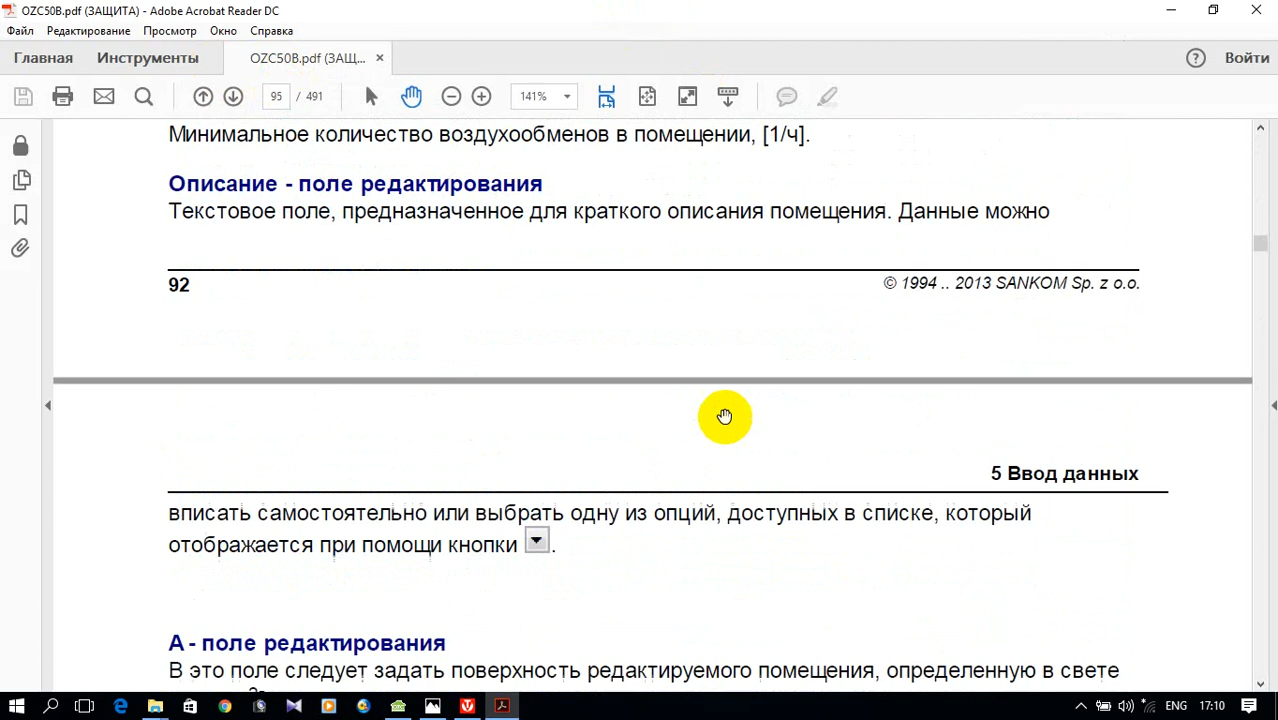 OZC50B.pdf (ЗАЩИТА) - Adobe Acrobat Reader DC
Файл Редактирование Просмотр Окно Справка
Главная Инструменты OZC50B.pdf (ЗАЩ... × Войти
95 / 491 141%
Минимальное количество воздухообменов в помещении, [1/ч].
Описание - поле редактирования
Текстовое поле, предназначенное для краткого описания помещения. Данные можно
92 © 1994 .. 2013 SANKOM Sp. z o.o.
5 Ввод данных
вписать самостоятельно или выбрать одну из опций, доступных в списке, который
отображается при помощи кнопки .
A - поле редактирования
В это поле следует задать поверхность редактируемого помещения, определенную в свете
ENG 17:10